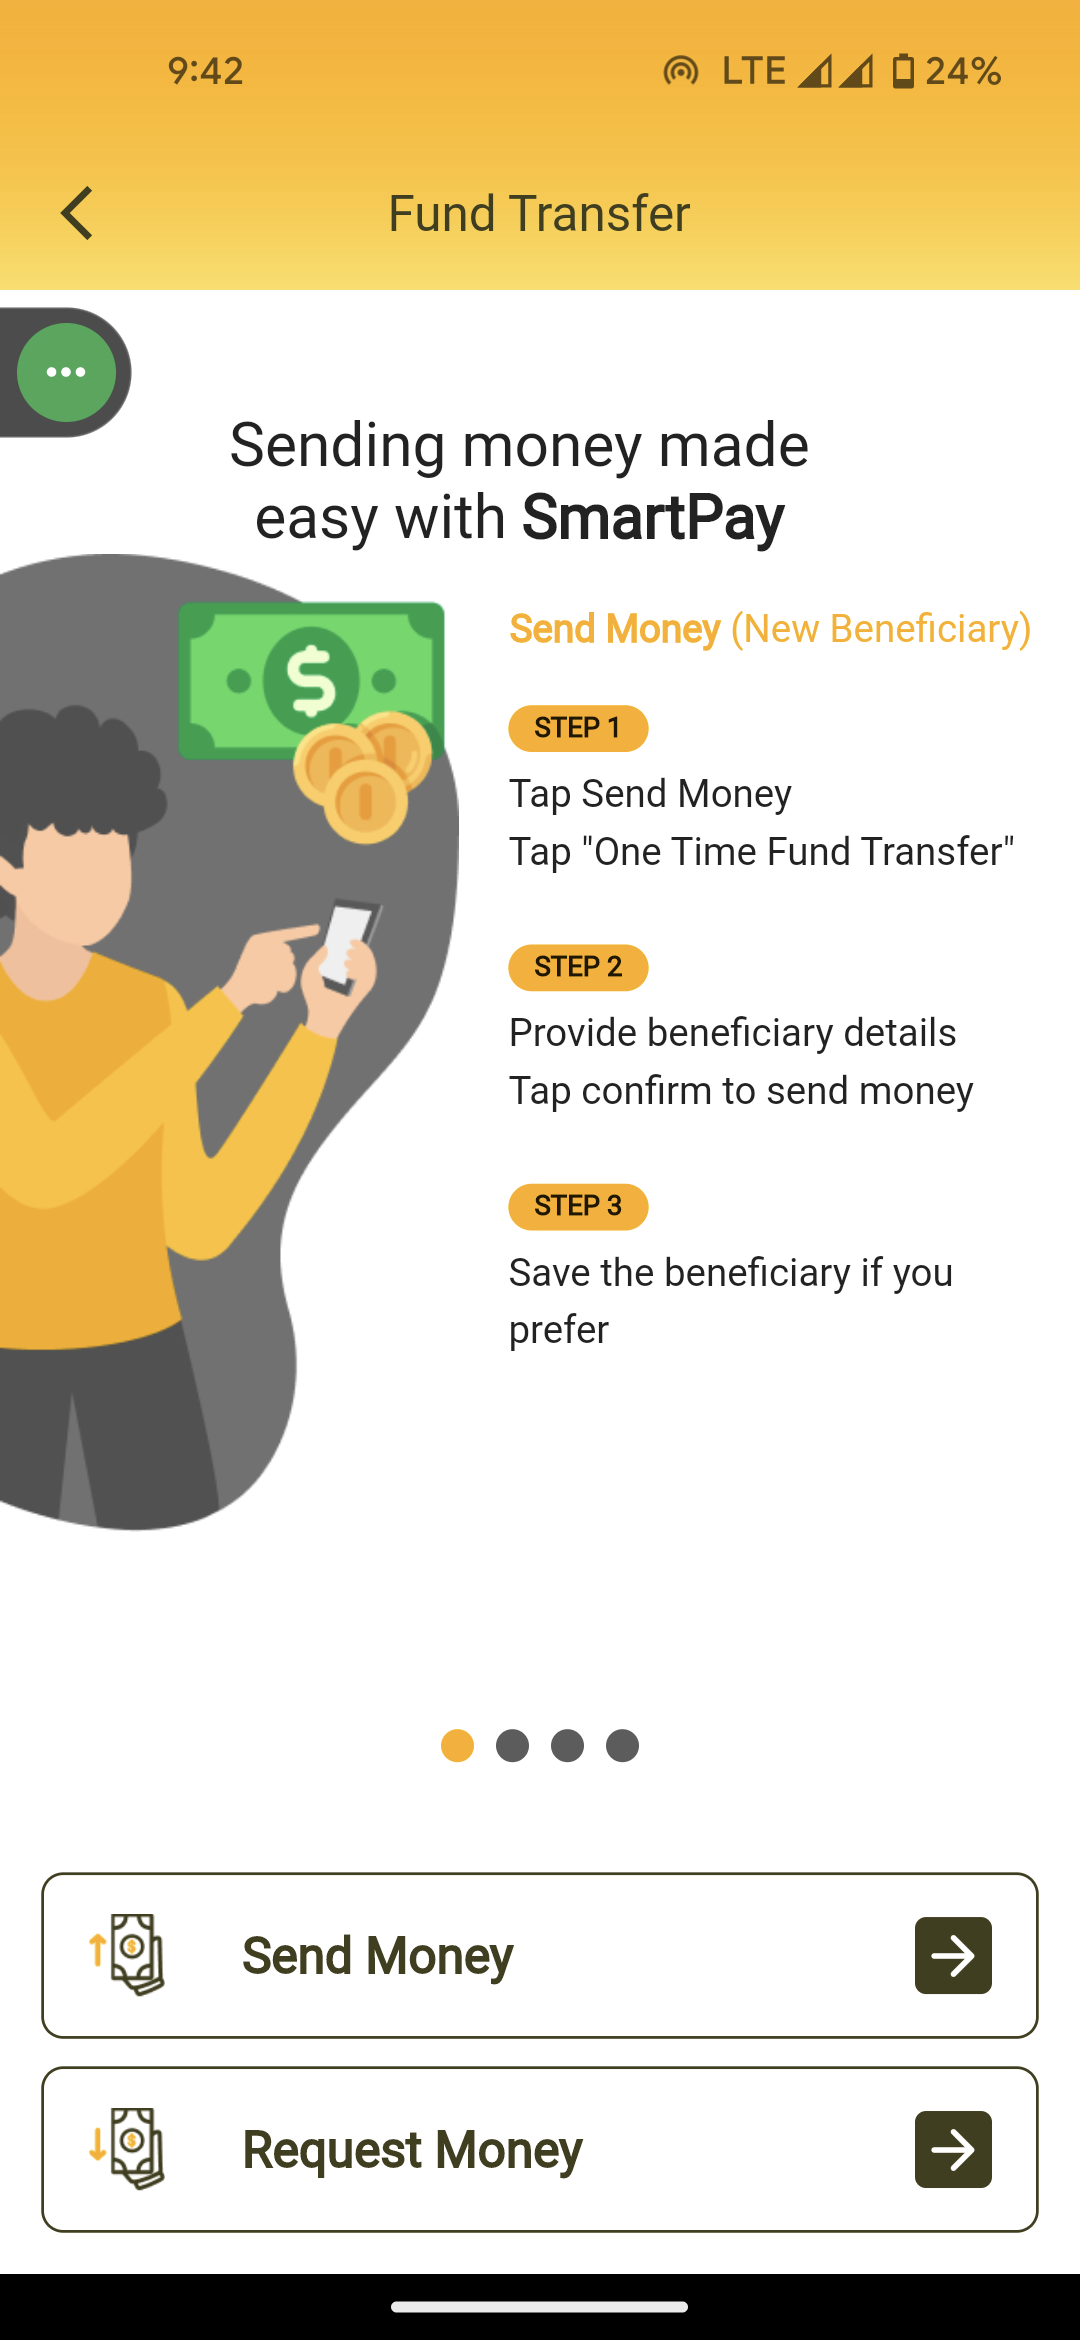 9:42
LTE 24%
Fund Transfer
Sending money made
easy with SmartPay
Send Money (New Beneficiary)
STEP 1
Tap Send Money
Tap "One Time Fund Transfer"
STEP 2
Provide beneficiary details
Tap confirm to send money
STEP 3
Save the beneficiary if you
prefer
Send Money
Request Money